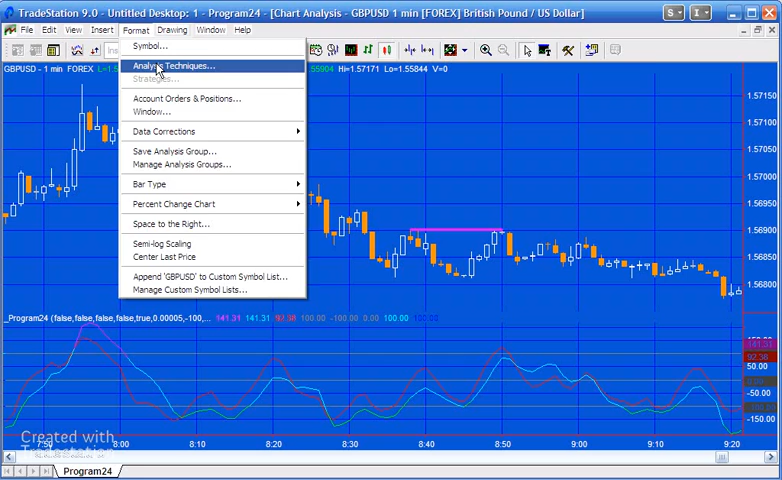 TradeStation 9.0 - Untitled Desktop: 1 - Program24 - [Chart Analysis - GBPUSD 1 min [FOREX] British Pound / US Dollar]
File Edit View Insert Format Drawing Window Help
Symbol...
Analysis Techniques...
Strategies...
Account Orders & Positions...
Window...
Data Corrections
Save Analysis Group...
Manage Analysis Groups...
Bar Type
Percent Change Chart
Space to the Right...
Semi-log Scaling
Center Last Price
Append 'GBPUSD' to Custom Symbol List...
Manage Custom Symbol Lists...
GBPUSD - 1 min FOREX
55904 Hi=1.57171 Lo=1.55844 V=0
1.57150
1.57100
1.57050
1.57000
1.56950
1.56900
1.56850
1.56800
_Program24 (false,false,false,false,true,0.00005,-100,... 141.31 141.31 92.38 100.00 -100.00 0.00 100.00
141.31
92.38
50.00
-50.00
-150.00
Created with
Tradestation
7:50 8:00 8:10 8:20 8:30 8:40 8:50 9:00 9:10 9:20
Program24